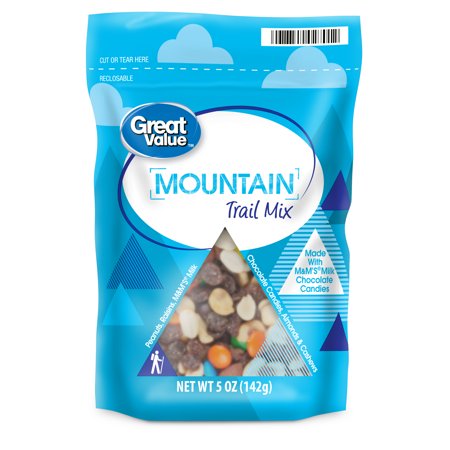 CUT OR TEAR HERE
RECLOSABLE
Great
Value™
[MOUNTAIN]
Trail Mix
Peanuts, Raisins, M&M'S® Milk
Chocolate Candies, Almonds & Cashews
Made
With
M&M'S® Milk
Chocolate
Candies
NET WT 5 OZ (142g)